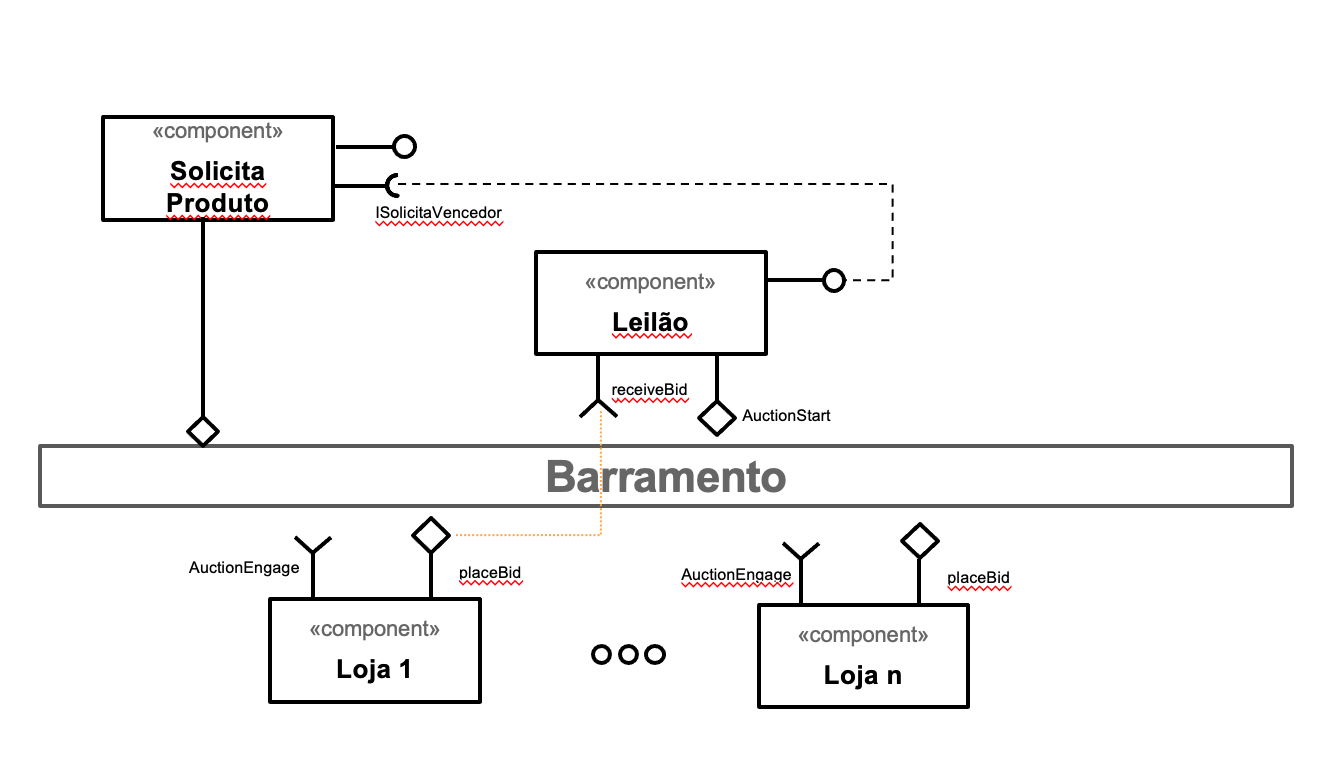 «component»
Solicita
Produto
ISolicitaVencedor
«component»
Leilão
receiveBid
AuctionStart
Barramento
AuctionEngage
placeBid
AuctionEngage
placeBid
«component»
Loja 1
«component»
Loja n